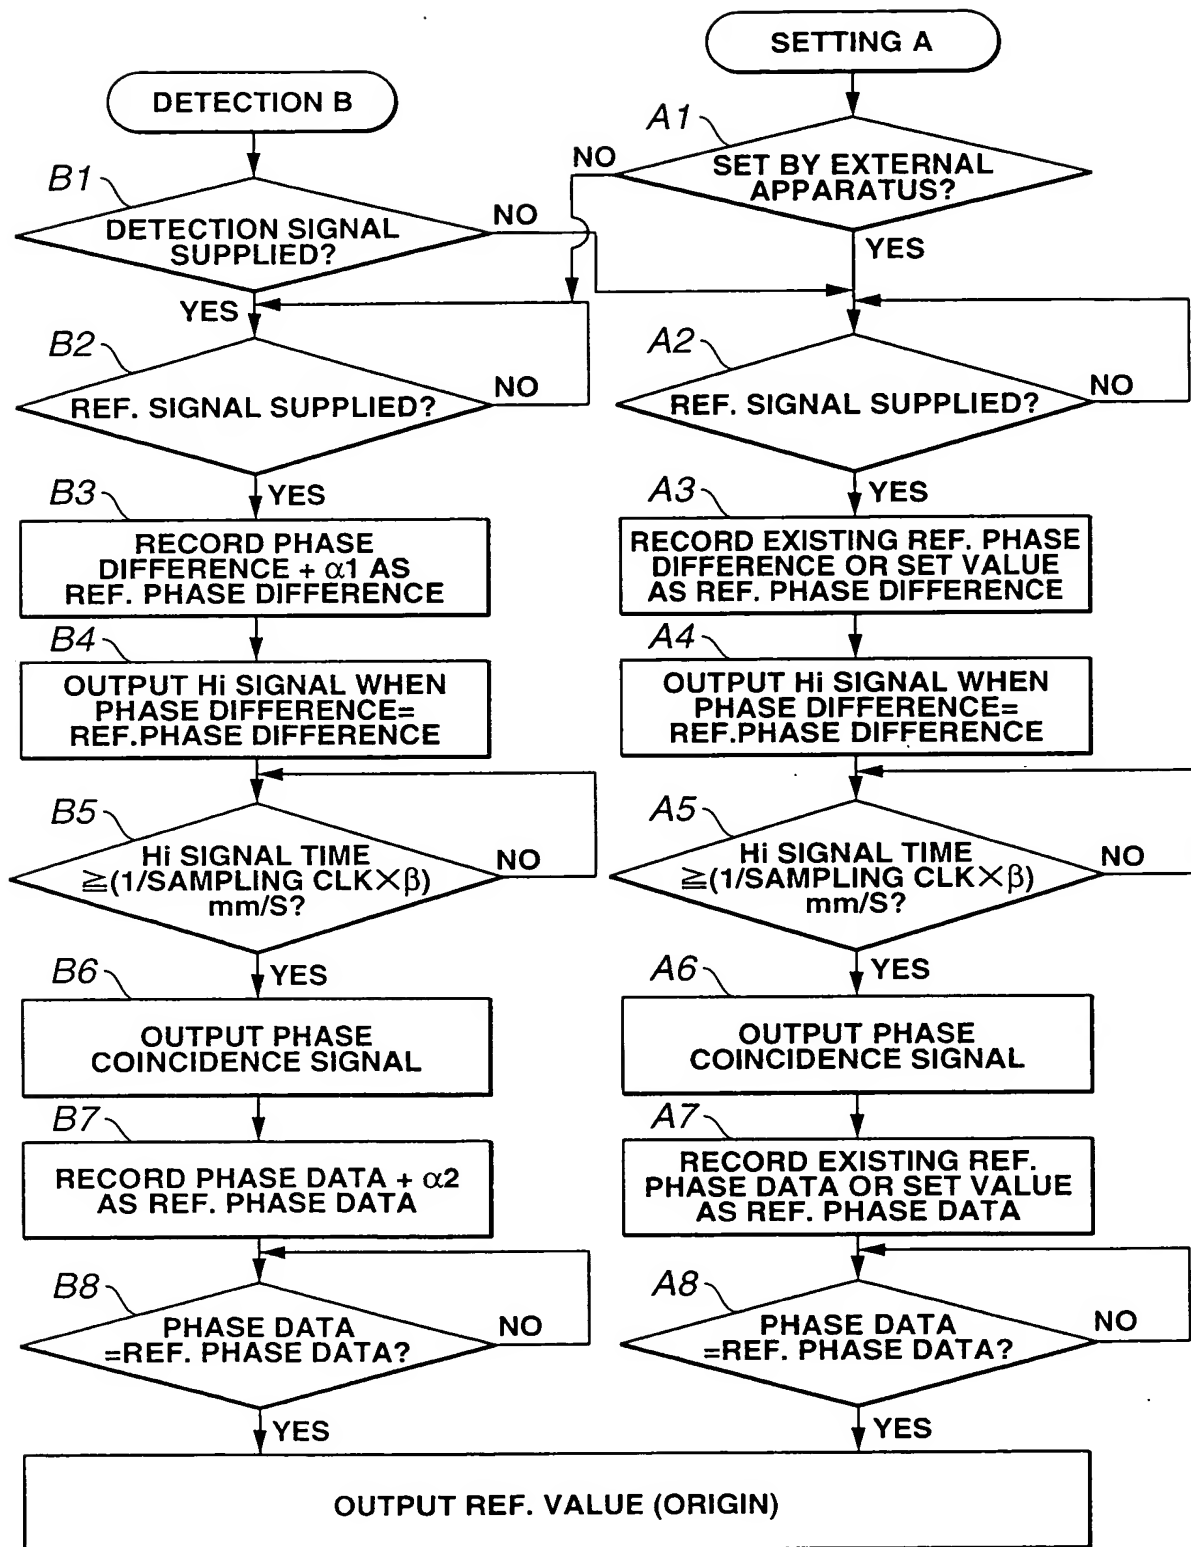 SETTING A
DETECTION B
A1
NO
SET BY EXTERNAL
APPARATUS?
YES
B1
DETECTION SIGNAL
SUPPLIED?
NO
YES
B2
REF. SIGNAL SUPPLIED?
NO
A2
REF. SIGNAL SUPPLIED?
NO
YES
YES
B3
RECORD PHASE
DIFFERENCE + α1 AS
REF. PHASE DIFFERENCE
A3
RECORD EXISTING REF. PHASE
DIFFERENCE OR SET VALUE
AS REF. PHASE DIFFERENCE
B4
OUTPUT Hi SIGNAL WHEN
PHASE DIFFERENCE=
REF.PHASE DIFFERENCE
A4
OUTPUT Hi SIGNAL WHEN
PHASE DIFFERENCE=
REF.PHASE DIFFERENCE
B5
Hi SIGNAL TIME
≧(1/SAMPLING CLK×β)
mm/S?
NO
YES
A5
Hi SIGNAL TIME
≧(1/SAMPLING CLK×β)
mm/S?
NO
YES
B6
OUTPUT PHASE
COINCIDENCE SIGNAL
A6
OUTPUT PHASE
COINCIDENCE SIGNAL
B7
RECORD PHASE DATA + α2
AS REF. PHASE DATA
A7
RECORD EXISTING REF.
PHASE DATA OR SET VALUE
AS REF. PHASE DATA
B8
PHASE DATA
=REF. PHASE DATA?
NO
YES
A8
PHASE DATA
=REF. PHASE DATA?
NO
YES
OUTPUT REF. VALUE (ORIGIN)